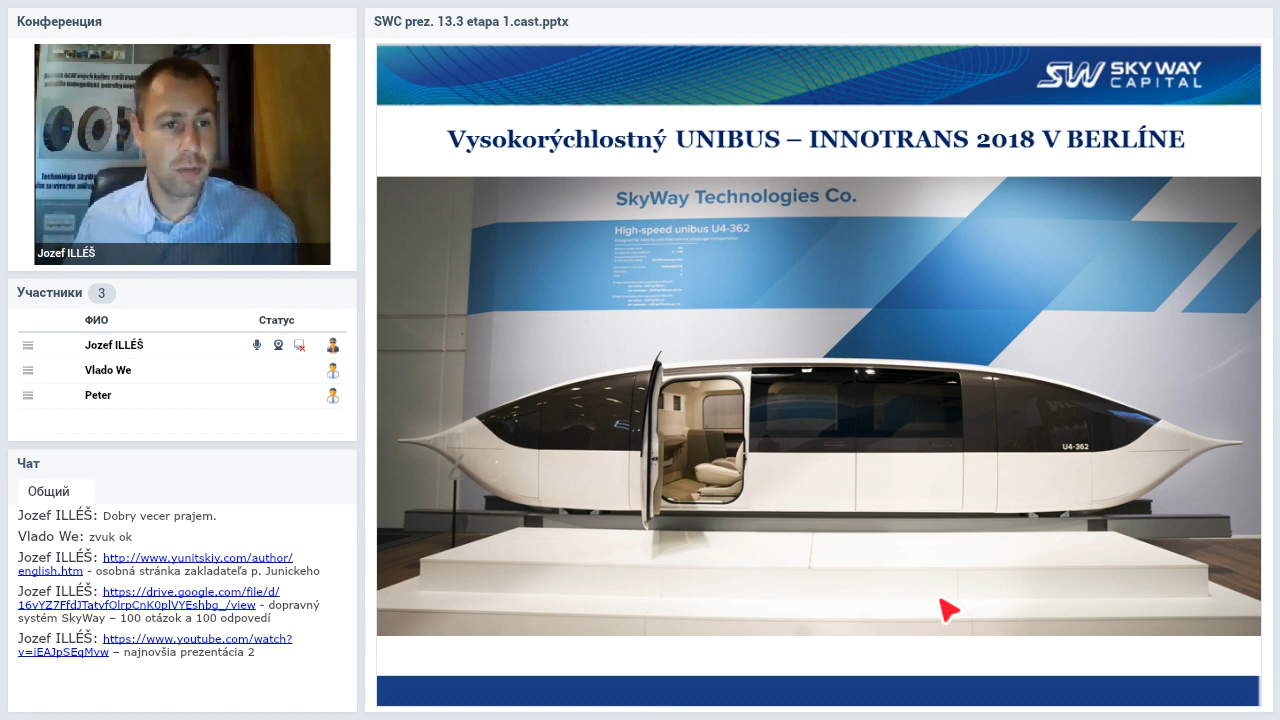 Конференция
Jozef ILLÉŠ
Участники 3
ФИО Статус
Jozef ILLÉŠ
Vlado We
Peter
Чат
Общий
Jozef ILLÉŠ: Dobry vecer prajem.
Vlado We: zvuk ok
Jozef ILLÉŠ: http://www.yunitskiy.com/author/
english.htm - osobná stránka zakladateľa p. Junickeho
Jozef ILLÉŠ: https://drive.google.com/file/d/
16vYZ7FfdJTatvfOlrpCnK0plVYEshbg_/view - dopravný
systém SkyWay – 100 otázok a 100 odpovedí
Jozef ILLÉŠ: https://www.youtube.com/watch?
v=iEAJpSEqMvw – najnovšia prezentácia 2
SWC prez. 13.3 etapa 1.cast.pptx
SW SKY WAY
CAPITAL
Vysokorýchlostný UNIBUS – INNOTRANS 2018 V BERLÍNE
SkyWay Technologies Co.
High-speed unibus U4-362
U4-362